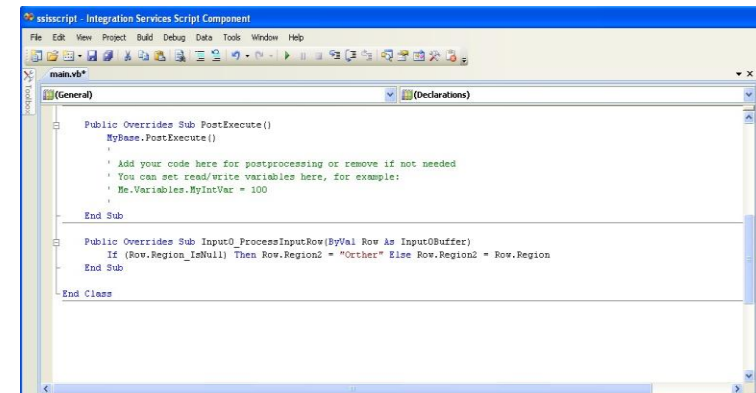 ssisscript - Integration Services Script Component
File Edit View Project Build Debug Data Tools Window Help
main.vb*
Toolbox
(General) (Declarations)
Public Overrides Sub PostExecute()
MyBase.PostExecute()
'
' Add your code here for postprocessing or remove if not needed
' You can set read/write variables here, for example:
' Me.Variables.MyIntVar = 100
'
End Sub
Public Overrides Sub Input0_ProcessInputRow(ByVal Row As Input0Buffer)
If (Row.Region_IsNull) Then Row.Region2 = "Orther" Else Row.Region2 = Row.Region
End Sub
End Class